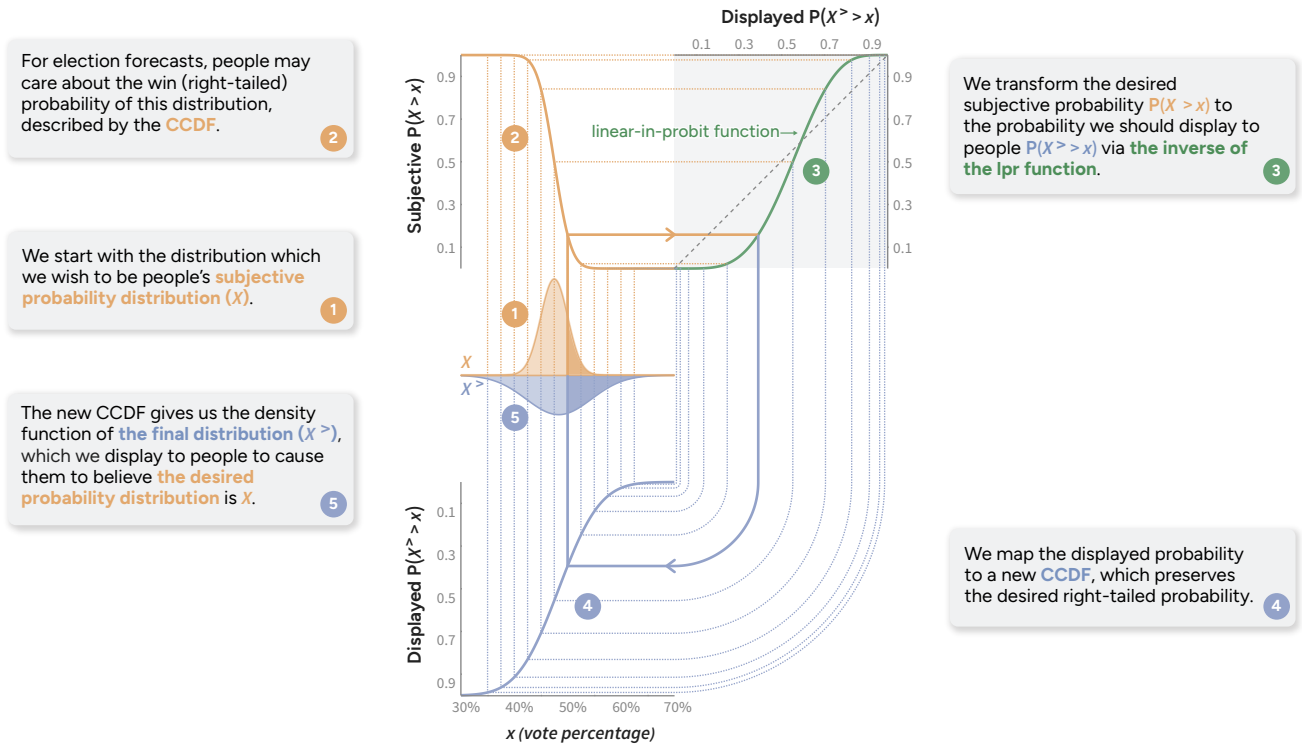 For election forecasts, people may
care about the win (right-tailed)
probability of this distribution,
described by the CCDF.
2
We start with the distribution which
we wish to be people's subjective
probability distribution (X).
1
The new CCDF gives us the density
function of the final distribution (X >),
which we display to people to cause
them to believe the desired
probability distribution is X.
5
Displayed P(X> > x)
0.1 0.3 0.5 0.7 0.9
Subjective P(X > x)
0.9
0.7
0.5
0.3
0.1
2
linear-in-probit function
3
0.9
0.7
0.5
0.3
0.1
1
X
X >
5
Displayed P(X> > x)
0.1
0.3
0.5
0.7
0.9
4
30% 40% 50% 60% 70%
x (vote percentage)
We transform the desired
subjective probability P(X > x) to
the probability we should display to
people P(X> > x) via the inverse of
the lpr function.
3
We map the displayed probability
to a new CCDF, which preserves
the desired right-tailed probability.
4